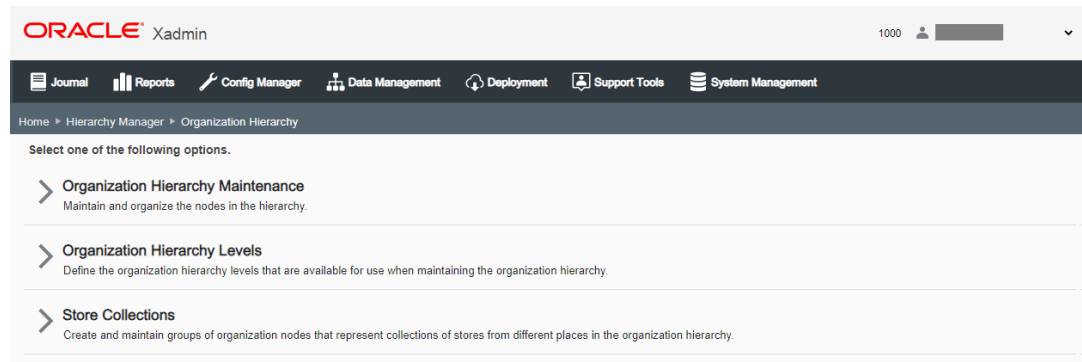 ORACLE Xadmin 1000
Journal Reports Config Manager Data Management Deployment Support Tools System Management
Home Hierarchy Manager Organization Hierarchy
Select one of the following options.
Organization Hierarchy Maintenance
Maintain and organize the nodes in the hierarchy.
Organization Hierarchy Levels
Define the organization hierarchy levels that are available for use when maintaining the organization hierarchy.
Store Collections
Create and maintain groups of organization nodes that represent collections of stores from different places in the organization hierarchy.